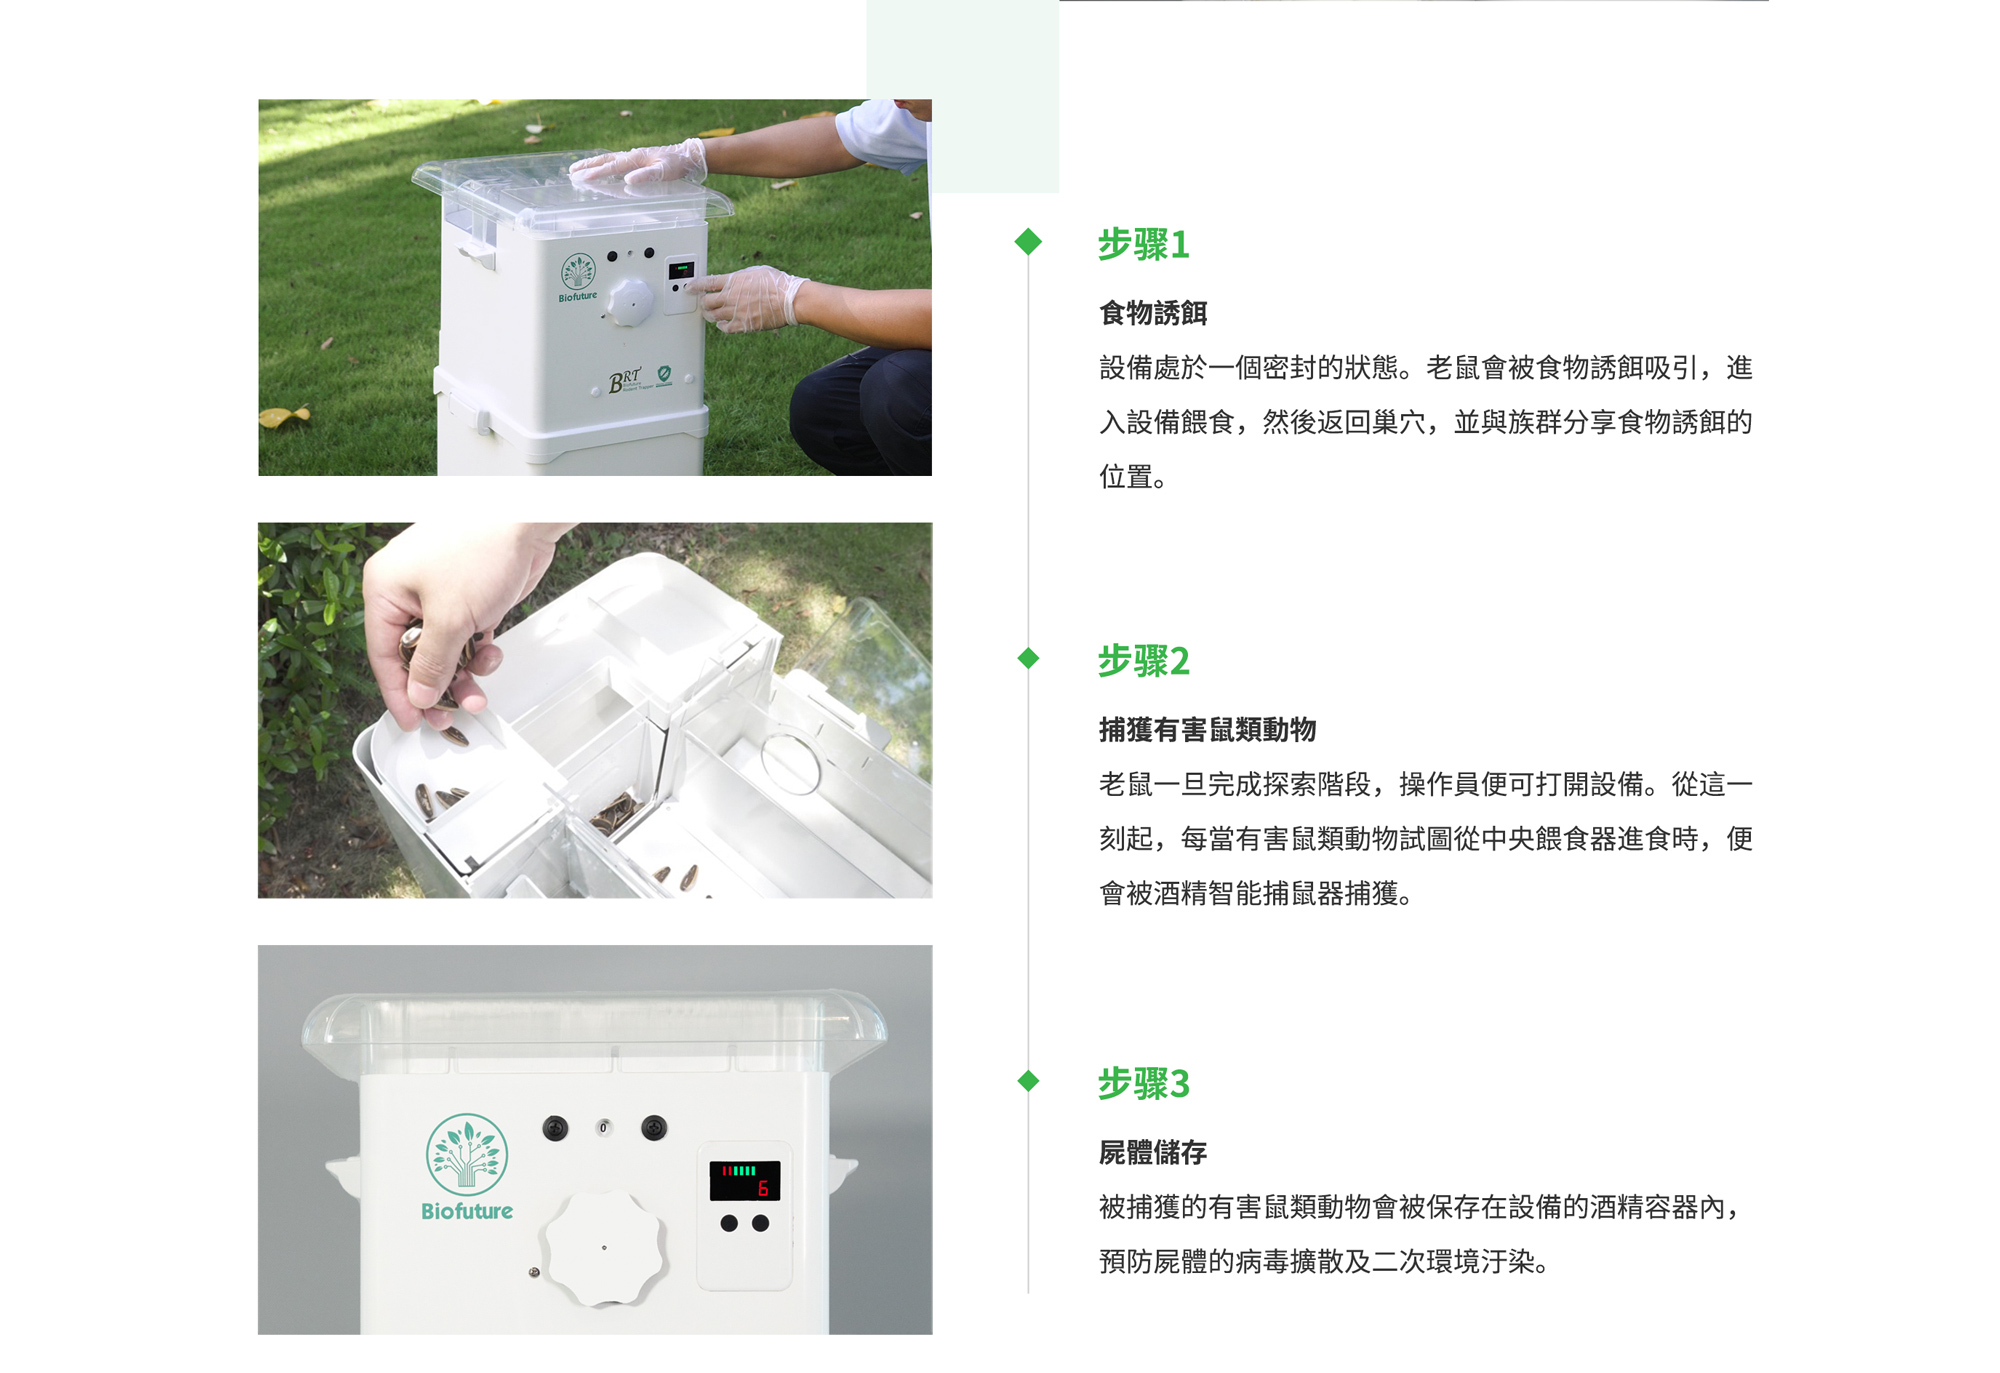 Biofuture
BRT
Biofuture
Rodent Trapper
步骤1
食物誘餌
設備處於一個密封的狀態。老鼠會被食物誘餌吸引，進
入設備餵食，然後返回巢穴，並與族群分享食物誘餌的
位置。
步骤2
捕獲有害鼠類動物
老鼠一旦完成探索階段，操作員便可打開設備。從這一
刻起，每當有害鼠類動物試圖從中央餵食器進食時，便
會被酒精智能捕鼠器捕獲。
0
6
Biofuture
步骤3
屍體儲存
被捕獲的有害鼠類動物會被保存在設備的酒精容器內，
預防屍體的病毒擴散及二次環境汙染。